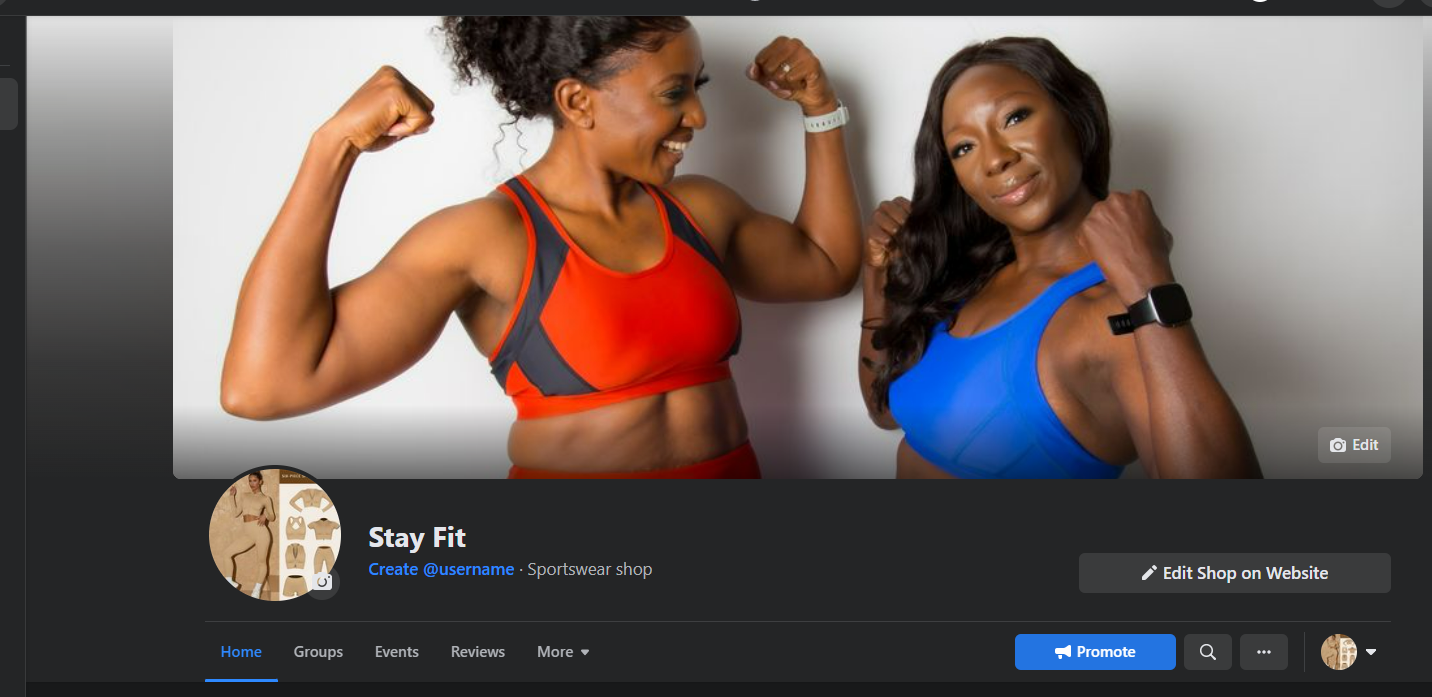 Edit
Stay Fit
Create @username · Sportswear shop
Edit Shop on Website
Home Groups Events Reviews More
Promote